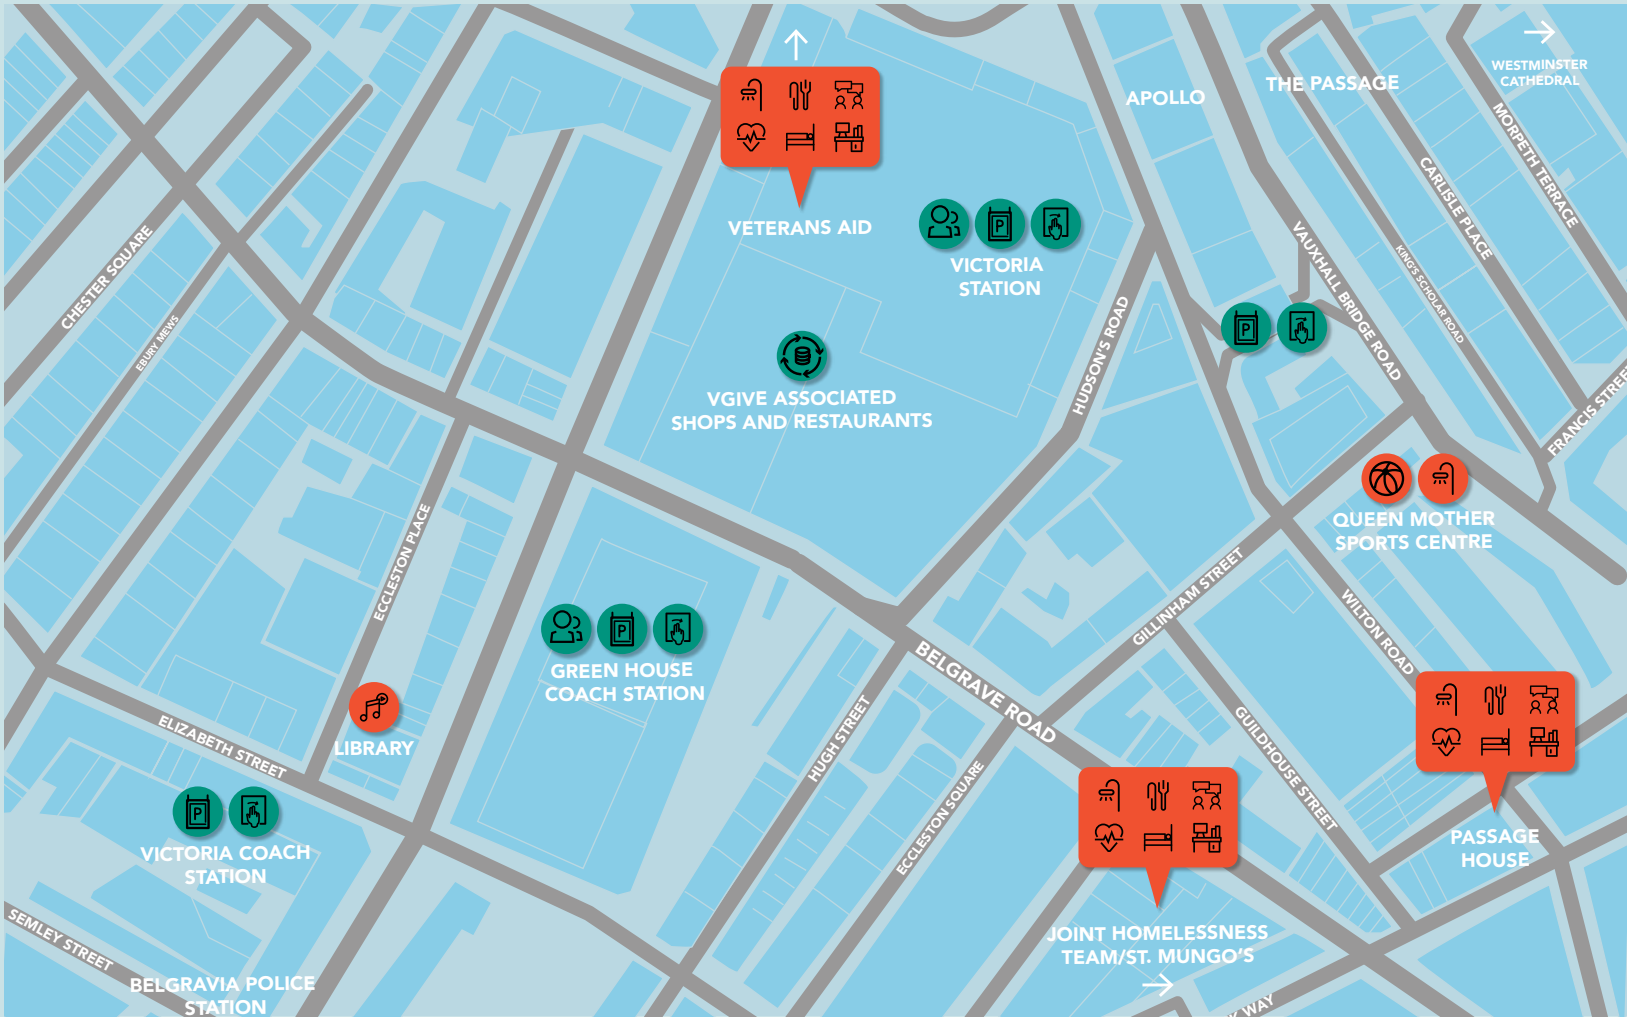 WESTMINSTER
CATHEDRAL
THE PASSAGE
APOLLO
MORPETH TERRACE
CARLISLE PLACE
KING'S SCHOLAR ROAD
VAUXHALL BRIDGE ROAD
FRANCIS STREET
VETERANS AID
VICTORIA
STATION
P
CHESTER SQUARE
EBURY MEWS
HUDSON'S ROAD
P
VGIVE ASSOCIATED
SHOPS AND RESTAURANTS
QUEEN MOTHER
SPORTS CENTRE
ECCLESTON PLACE
GILLINHAM STREET
WILTON ROAD
P
GREEN HOUSE
COACH STATION
BELGRAVE ROAD
HUGH STREET
ECCLESTON SQUARE
GUILDHOUSE STREET
LIBRARY
ELIZABETH STREET
P
VICTORIA COACH
STATION
PASSAGE
HOUSE
JOINT HOMELESSNESS
TEAM/ST. MUNGO'S
SEMLEY STREET
BELGRAVIA POLICE
STATION
WAY